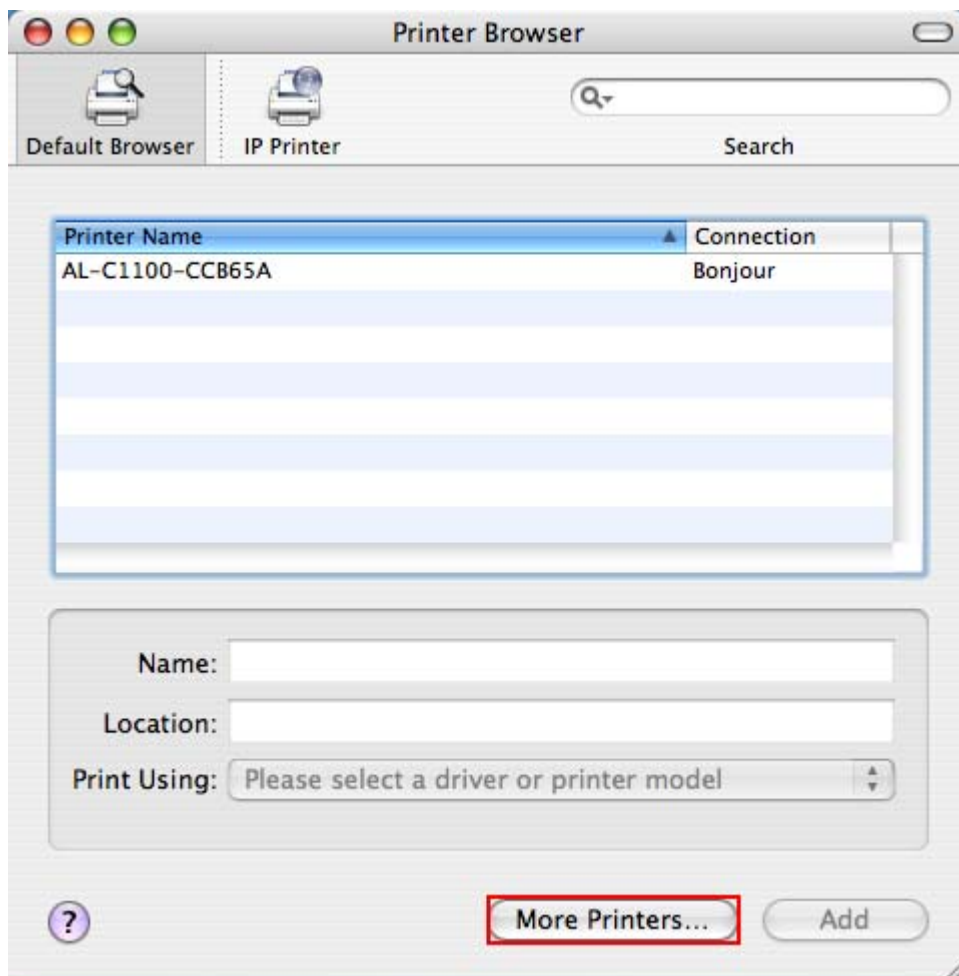 Printer Browser
Default Browser
IP Printer
Search
Printer Name Connection
AL-C1100-CCB65A Bonjour
Name:
Location:
Print Using: Please select a driver or printer model
? More Printers... Add